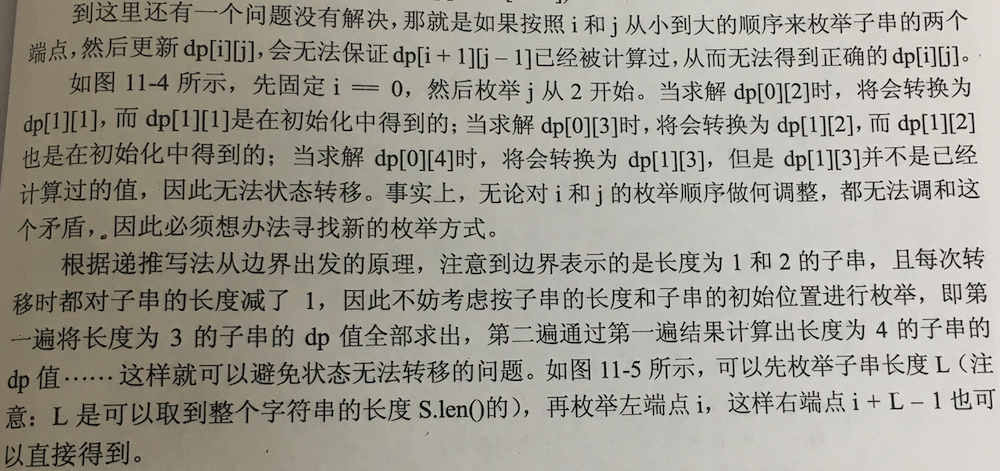 到这里还有一个问题没有解决，那就是如果按照 i 和 j 从小到大的顺序来枚举子串的两个
端点，然后更新 dp[i][j]，会无法保证 dp[i + 1][j – 1]已经被计算过，从而无法得到正确的 dp[i][j]。
如图 11-4 所示，先固定 i == 0，然后枚举 j 从 2 开始。当求解 dp[0][2]时，将会转换为
dp[1][1]，而 dp[1][1]是在初始化中得到的；当求解 dp[0][3]时，将会转换为 dp[1][2]，而 dp[1][2]
也是在初始化中得到的；当求解 dp[0][4]时，将会转换为 dp[1][3]，但是 dp[1][3]并不是已经
计算过的值，因此无法状态转移。事实上，无论对 i 和 j 的枚举顺序做何调整，都无法调和这
个矛盾，因此必须想办法寻找新的枚举方式。
根据递推写法从边界出发的原理，注意到边界表示的是长度为 1 和 2 的子串，且每次转
移时都对子串的长度减了 1，因此不妨考虑按子串的长度和子串的初始位置进行枚举，即第
一遍将长度为 3 的子串的 dp 值全部求出，第二遍通过第一遍结果计算出长度为 4 的子串的
dp 值……这样就可以避免状态无法转移的问题。如图 11-5 所示，可以先枚举子串长度 L（注
意：L 是可以取到整个字符串的长度 S.len()的），再枚举左端点 i，这样右端点 i + L – 1 也可
以直接得到。